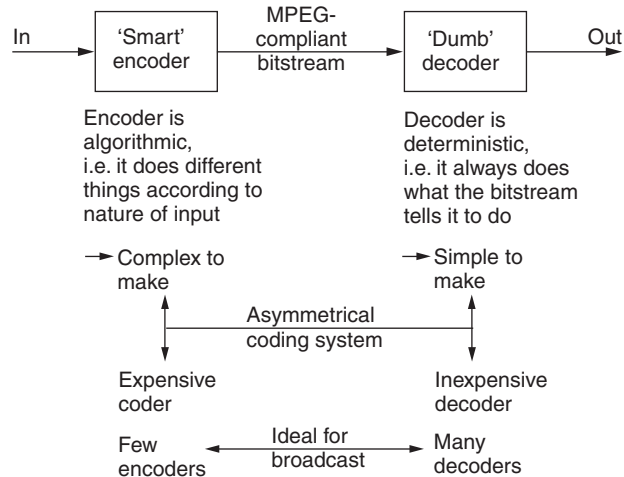 In
'Smart'
encoder
MPEG-
compliant
bitstream
'Dumb'
decoder
Out
Encoder is
algorithmic,
i.e. it does different
things according to
nature of input
Decoder is
deterministic,
i.e. it always does
what the bitstream
tells it to do
Complex to
make
Simple to
make
Asymmetrical
coding system
Expensive
coder
Inexpensive
decoder
Few
encoders
Ideal for
broadcast
Many
decoders